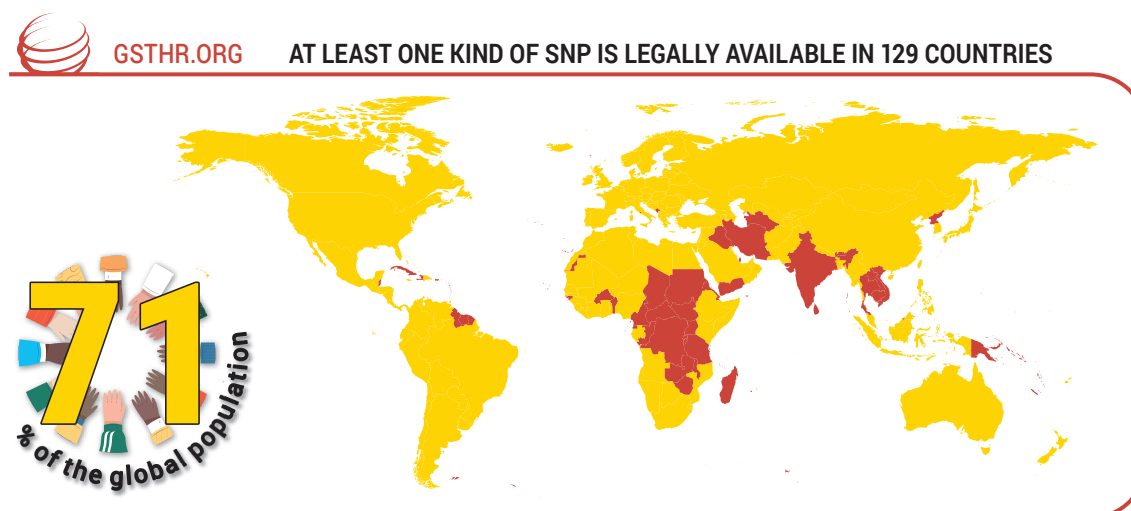 GSTHR.ORG
AT LEAST ONE KIND OF SNP IS LEGALLY AVAILABLE IN 129 COUNTRIES
71
% of the global population